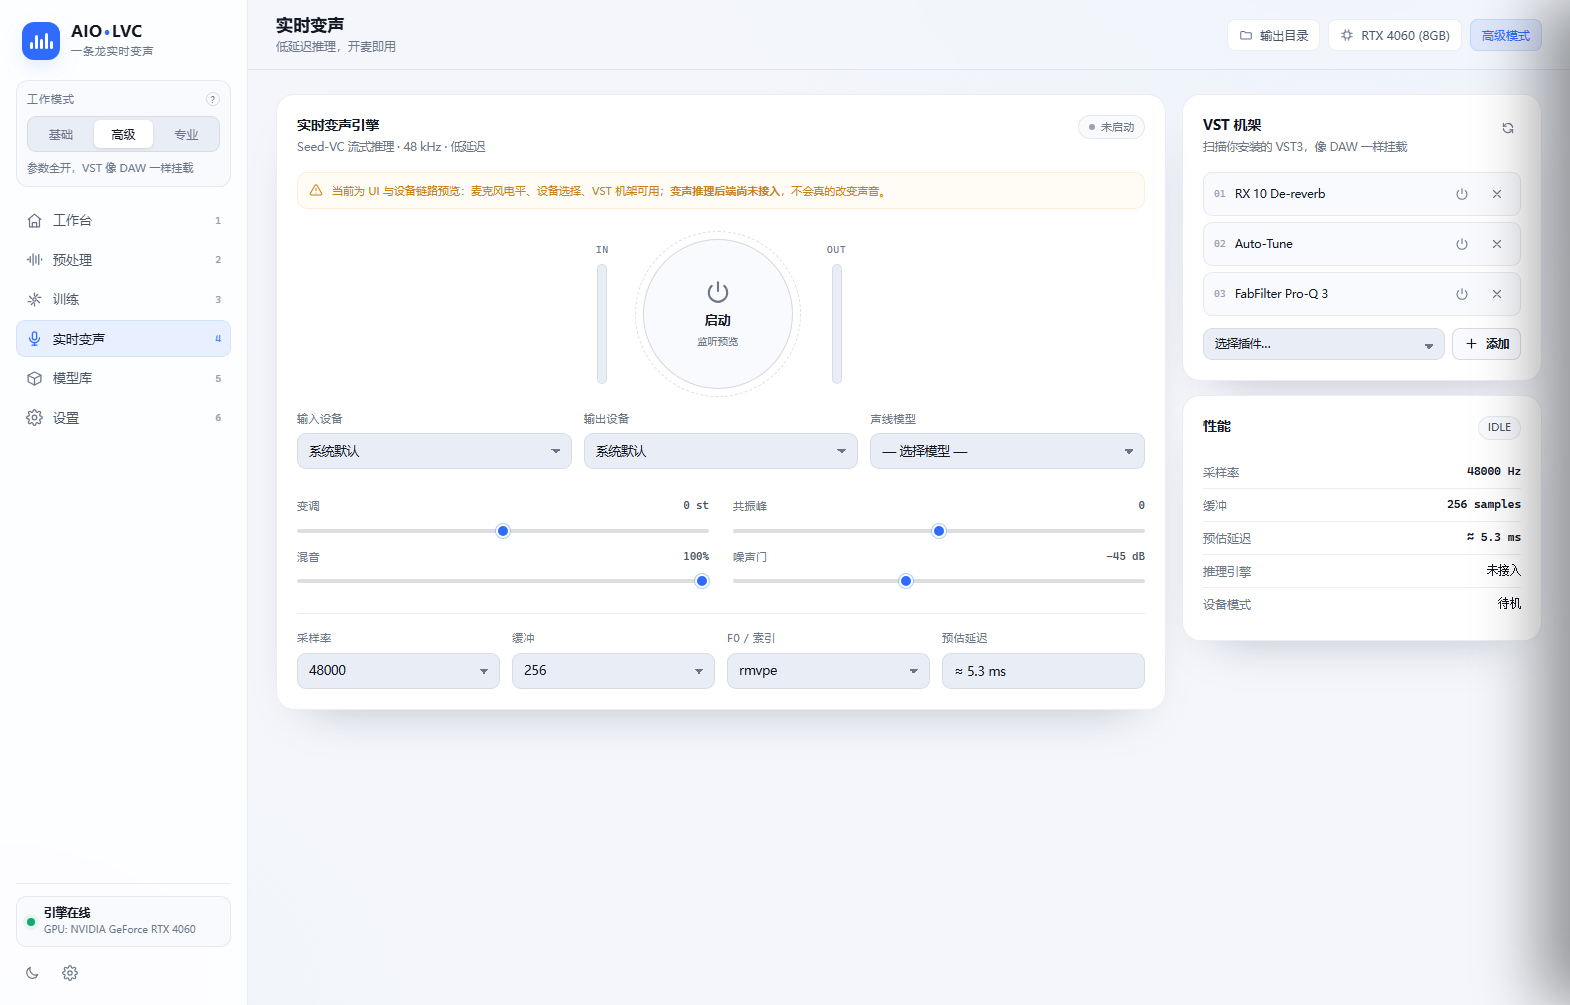 AIO•LVC
一条龙实时变声
工作模式
?
基础
高级
专业
参数全开，VST 像 DAW 一样挂载
工作台 1
预处理 2
训练 3
实时变声 4
模型库 5
设置 6
引擎在线
GPU: NVIDIA GeForce RTX 4060
实时变声
低延迟推理，开麦即用
输出目录
RTX 4060 (8GB)
高级模式
实时变声引擎
Seed-VC 流式推理 · 48 kHz · 低延迟
未启动
当前为 UI 与设备链路预览：麦克风电平、设备选择、VST 机架可用；变声推理后端尚未接入，不会真的改变声音。
IN
启动
监听预览
OUT
输入设备
输出设备
声线模型
系统默认
系统默认
— 选择模型 —
变调 0 st
共振峰 0
混音 100%
噪声门 −45 dB
采样率
缓冲
F0 / 索引
预估延迟
48000
256
rmvpe
≈ 5.3 ms
VST 机架
扫描你安装的 VST3，像 DAW 一样挂载
01 RX 10 De-reverb
02 Auto-Tune
03 FabFilter Pro-Q 3
选择插件...
添加
性能
IDLE
采样率 48000 Hz
缓冲 256 samples
预估延迟 ≈ 5.3 ms
推理引擎 未接入
设备模式 待机